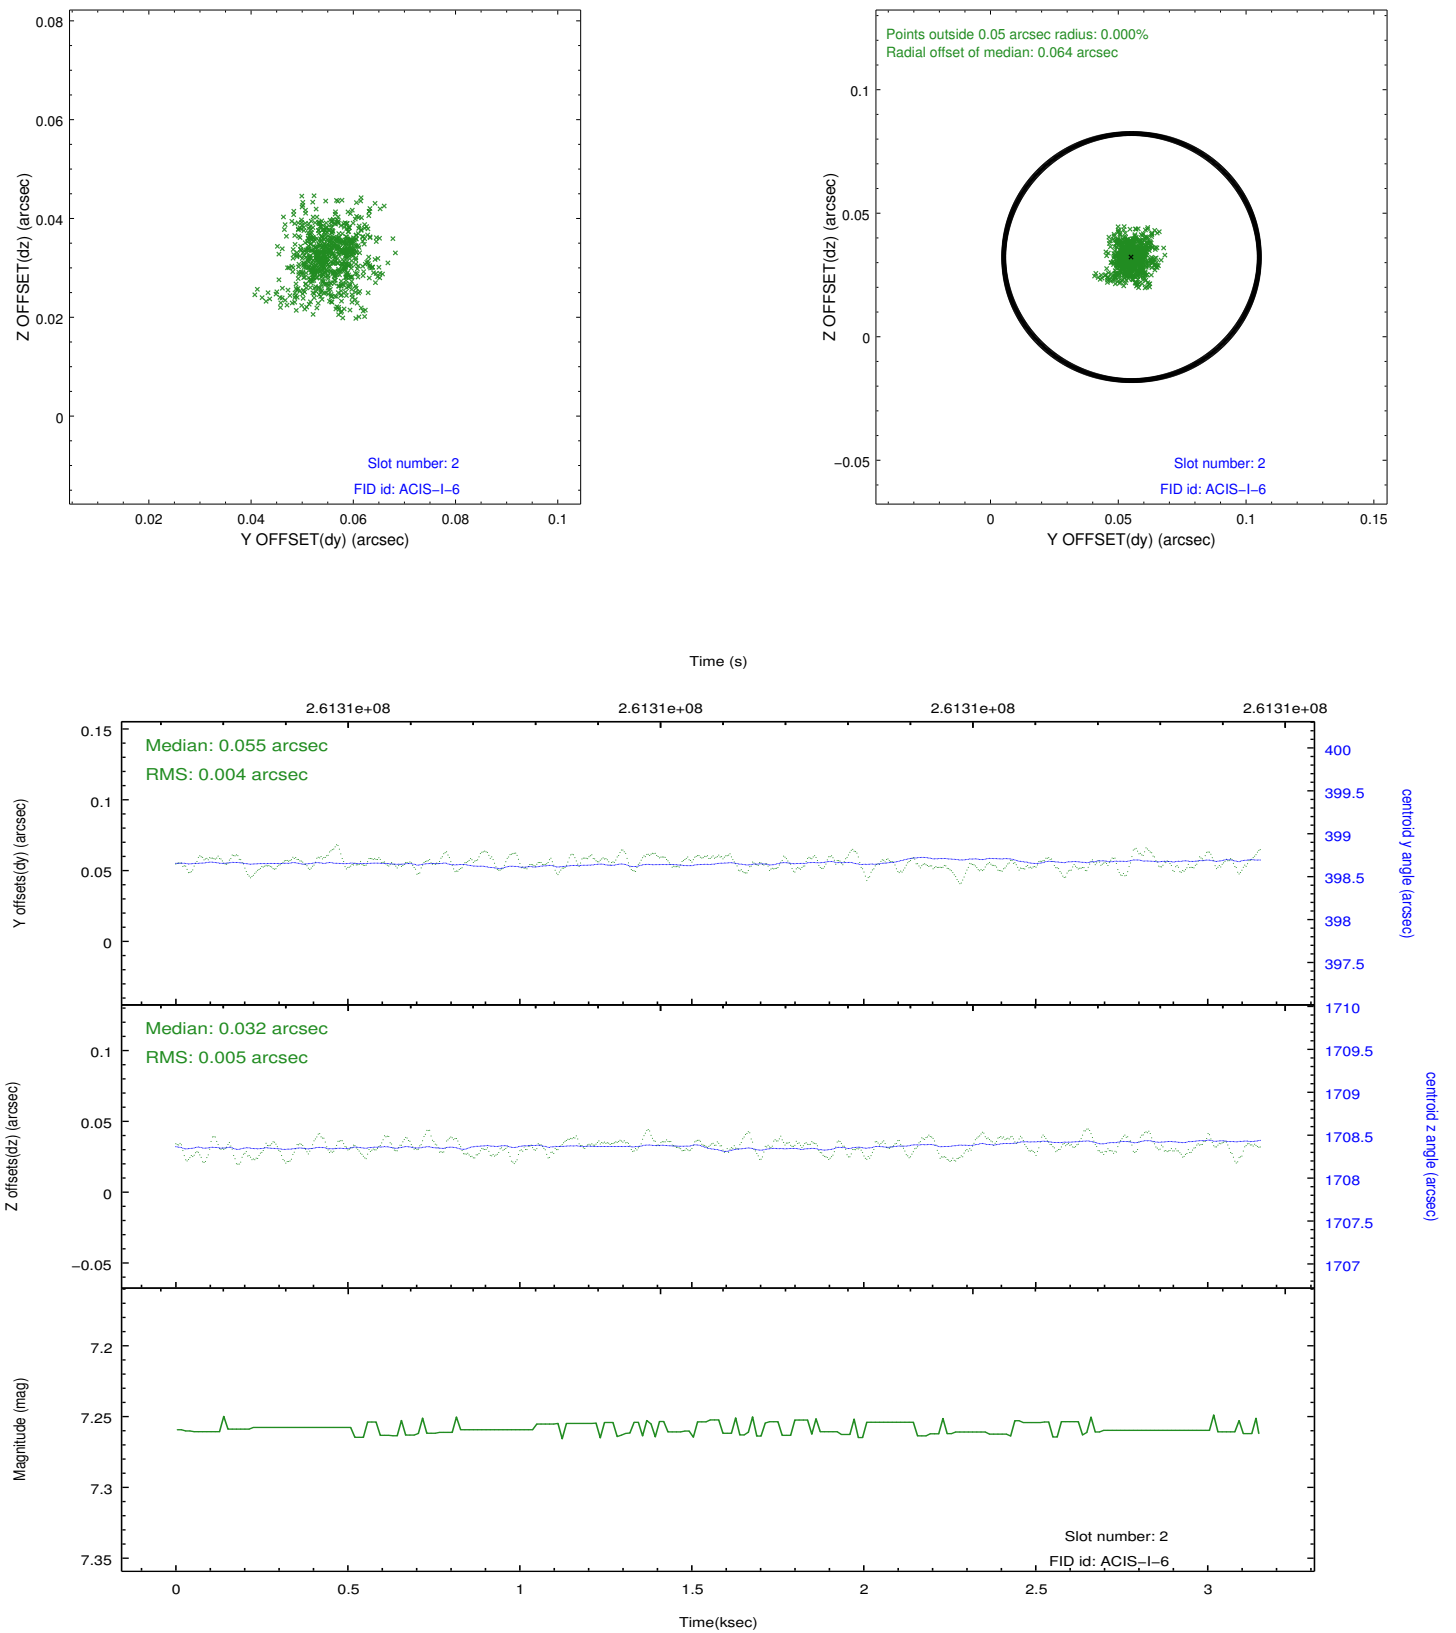 0.08
0.06
0.04
0.02
0
Z OFFSET(dz) (arcsec)
Slot number: 2
FID id: ACIS−I−6
0.02
0.04
0.06
0.08
0.1
Y OFFSET(dy) (arcsec)
Points outside 0.05 arcsec radius: 0.000%
Radial offset of median: 0.064 arcsec
0.1
0.05
0
−0.05
Z OFFSET(dz) (arcsec)
Slot number: 2
FID id: ACIS−I−6
0
0.05
0.1
0.15
Y OFFSET(dy) (arcsec)
Time (s)
2.6131e+08
2.6131e+08
2.6131e+08
2.6131e+08
Median: 0.055 arcsec
RMS: 0.004 arcsec
0.15
0.1
0.05
0
Y offsets(dy) (arcsec)
400
399.5
399
398.5
398
397.5
centroid y angle (arcsec)
Median: 0.032 arcsec
RMS: 0.005 arcsec
0.1
0.05
0
−0.05
Z offsets(dz) (arcsec)
1710
1709.5
1709
1708.5
1708
1707.5
1707
centroid z angle (arcsec)
7.2
7.25
7.3
7.35
Magnitude (mag)
Slot number: 2
FID id: ACIS−I−6
0
0.5
1
1.5
2
2.5
3
Time(ksec)